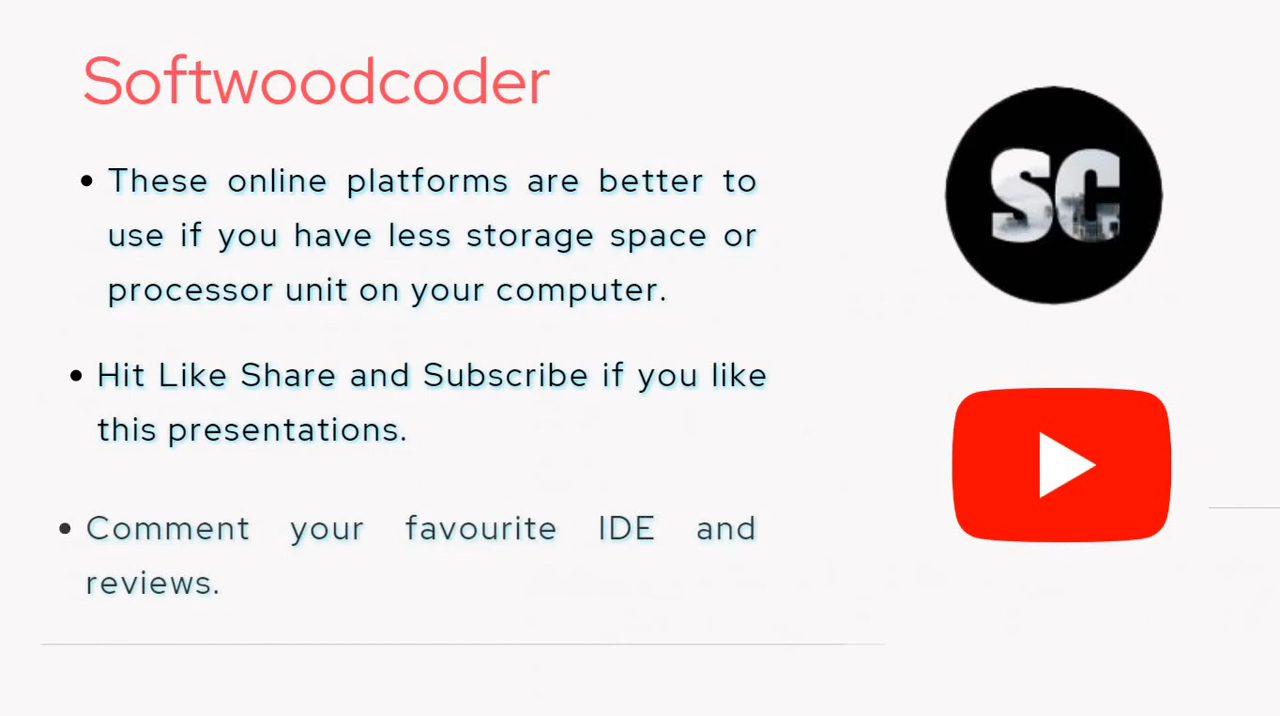 Softwoodcoder
SC
• These online platforms are better to
use if you have less storage space or
processor unit on your computer.
• Hit Like Share and Subscribe if you like
this presentations.
• Comment your favourite IDE and
reviews.